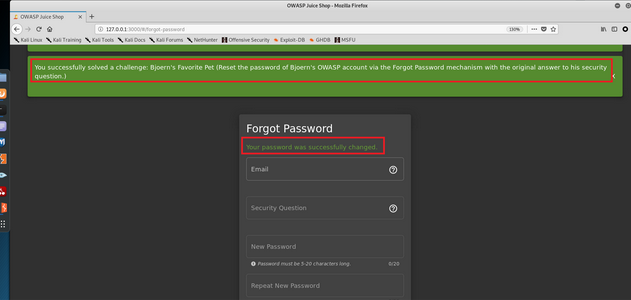 OWASP Juice Shop - Mozilla Firefox
OWASP Juice Shop
127.0.0.1:3000/#/forgot-password
130%
Kali Linux Kali Training Kali Tools Kali Docs Kali Forums NetHunter Offensive Security Exploit-DB GHDB MSFU
You successfully solved a challenge: Bjoern's Favorite Pet (Reset the password of Bjoern's OWASP account via the Forgot Password mechanism with the original answer to his security
question.)
Forgot Password
Your password was successfully changed.
Email
Security Question
New Password
Password must be 5-20 characters long.
0/20
Repeat New Password